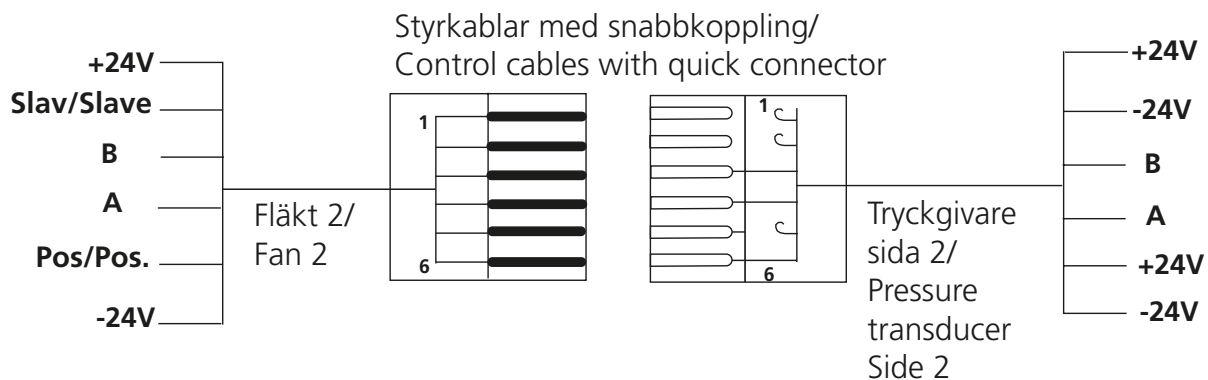 Styrkablar med snabbkoppling/
Control cables with quick connector
+24V
Slav/Slave
B
A
Pos/Pos.
-24V
Fläkt 2/
Fan 2
1
6
1
6
Tryckgivare
sida 2/
Pressure
transducer
Side 2
+24V
-24V
B
A
+24V
-24V